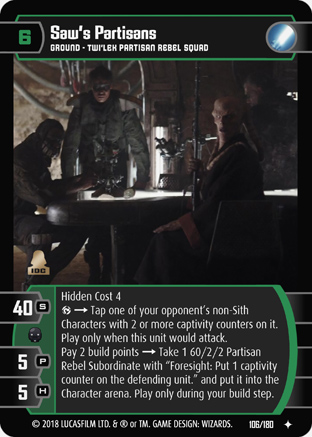 6
Saw's Partisans
GROUND - TWI'LEK PARTISAN REBEL SQUAD
IDC
40 S
5 P
5 H
Hidden Cost 4
→ Tap one of your opponent's non-Sith
Characters with 2 or more captivity counters on it.
Play only when this unit would attack.
Pay 2 build points → Take 1 60/2/2 Partisan
Rebel Subordinate with "Foresight: Put 1 captivity
counter on the defending unit." and put it into the
Character arena. Play only during your build step.
© 2018 LUCASFILM LTD. & ® or TM. GAME DESIGN: WIZARDS.
106/180